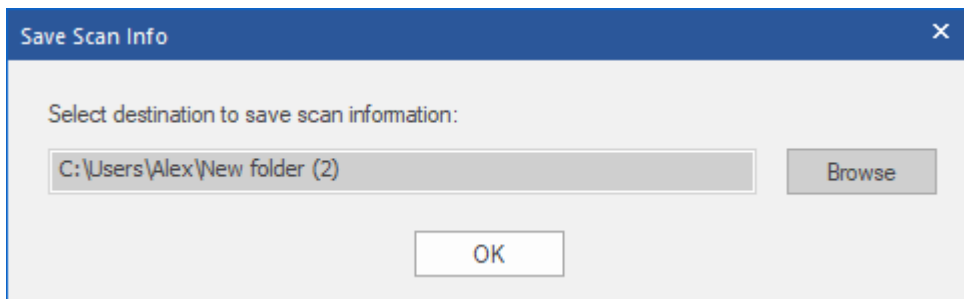 Save Scan Info
Select destination to save scan information:
C:\Users\Alex\New folder (2)
Browse
OK